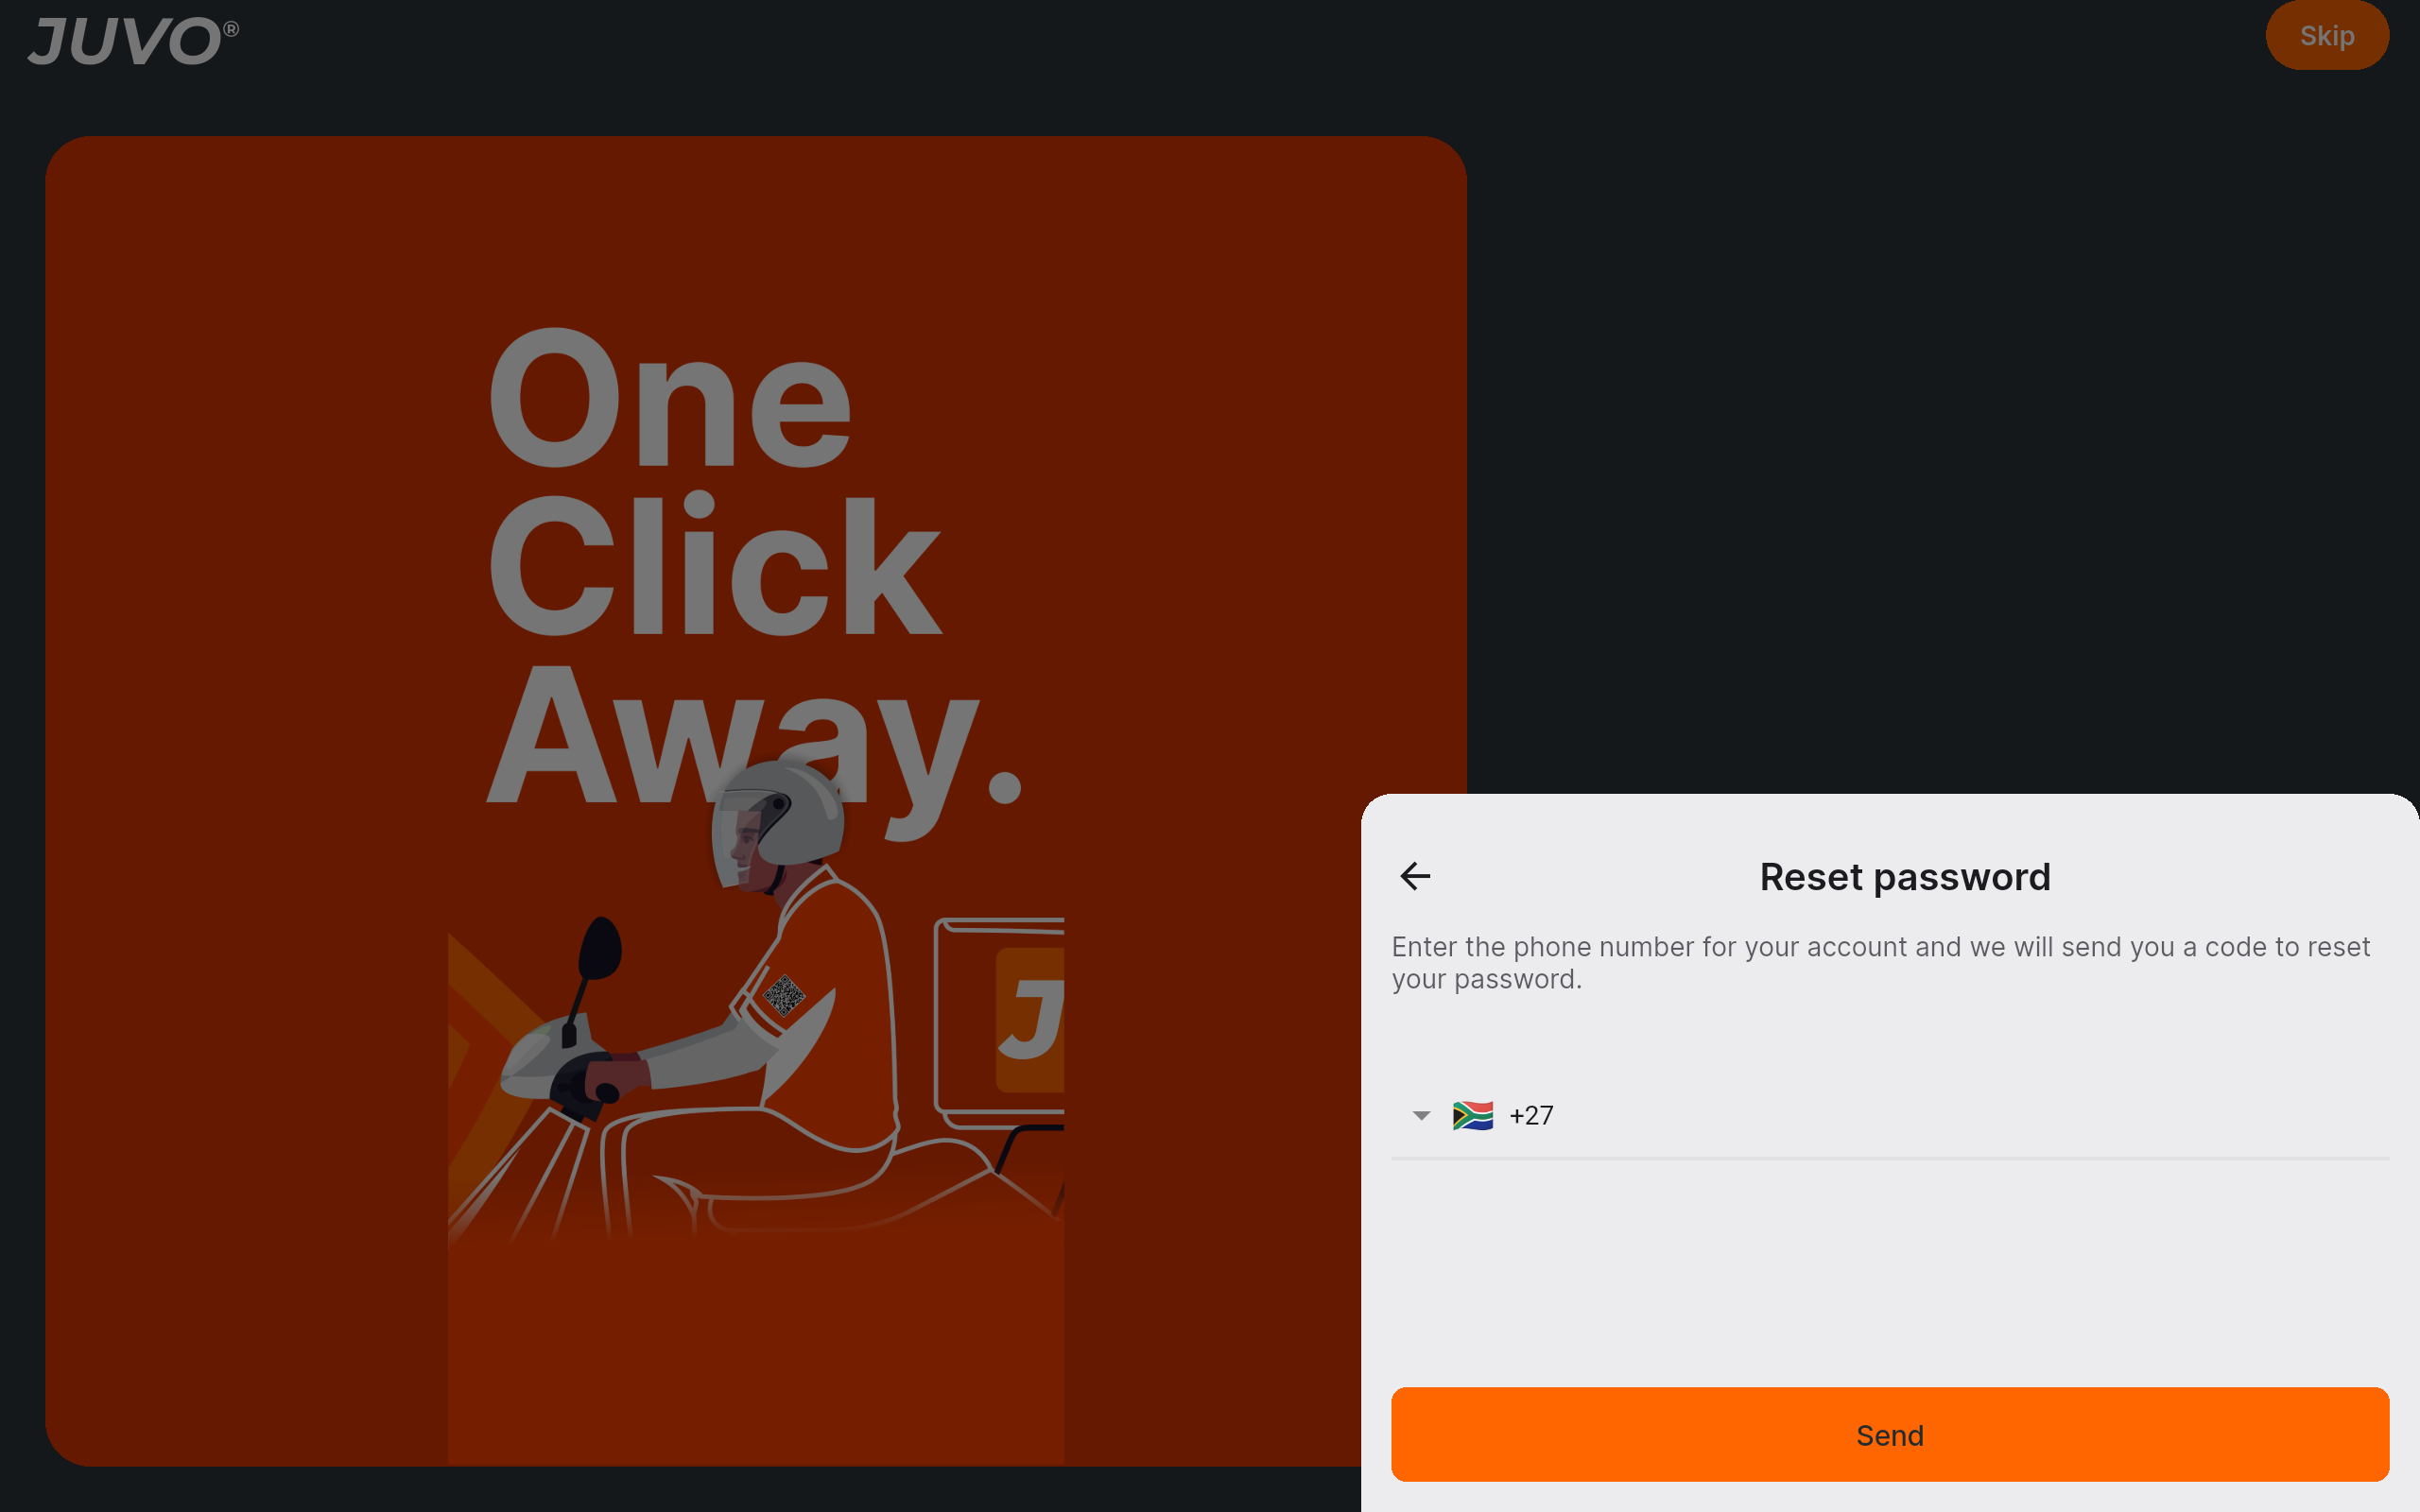 JUVO®
Skip
One
Click
Away.
J
Reset password
Enter the phone number for your account and we will send you a code to reset
your password.
+27
Send